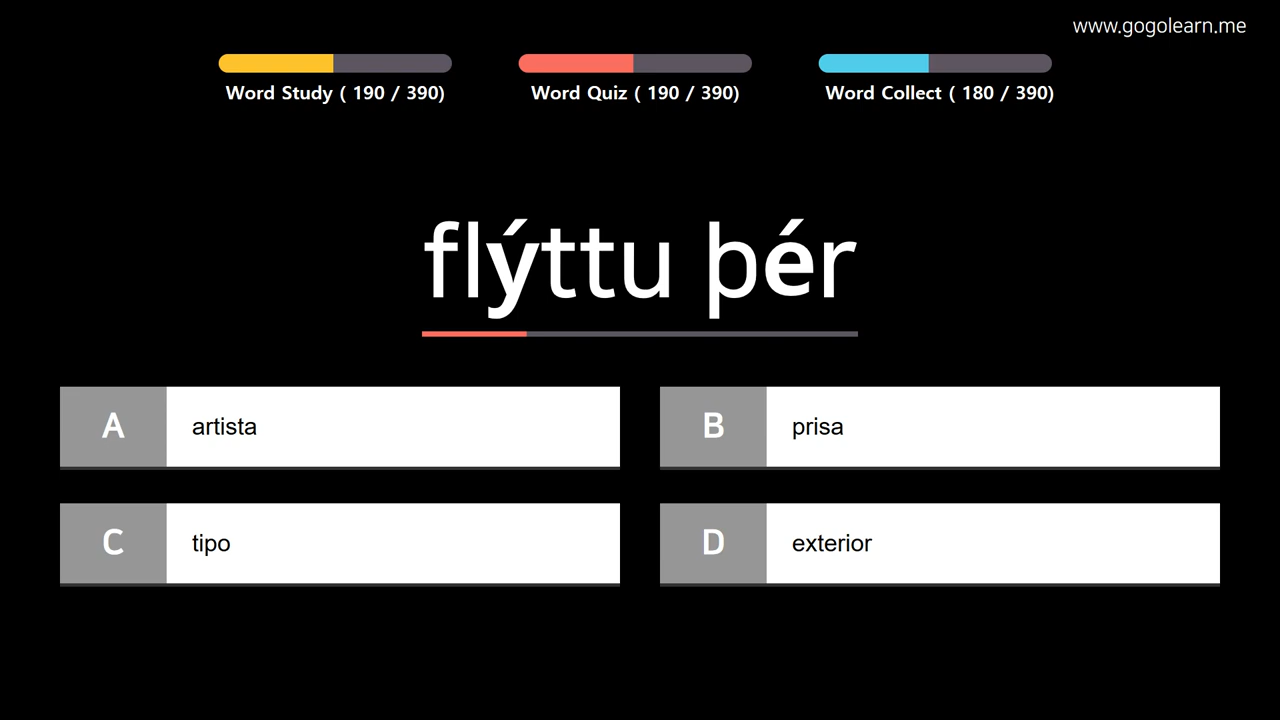 www.gogolearn.me
Word Study ( 190 / 390)
Word Quiz ( 190 / 390)
Word Collect ( 180 / 390)
flýttu þér
A artista
B prisa
C tipo
D exterior